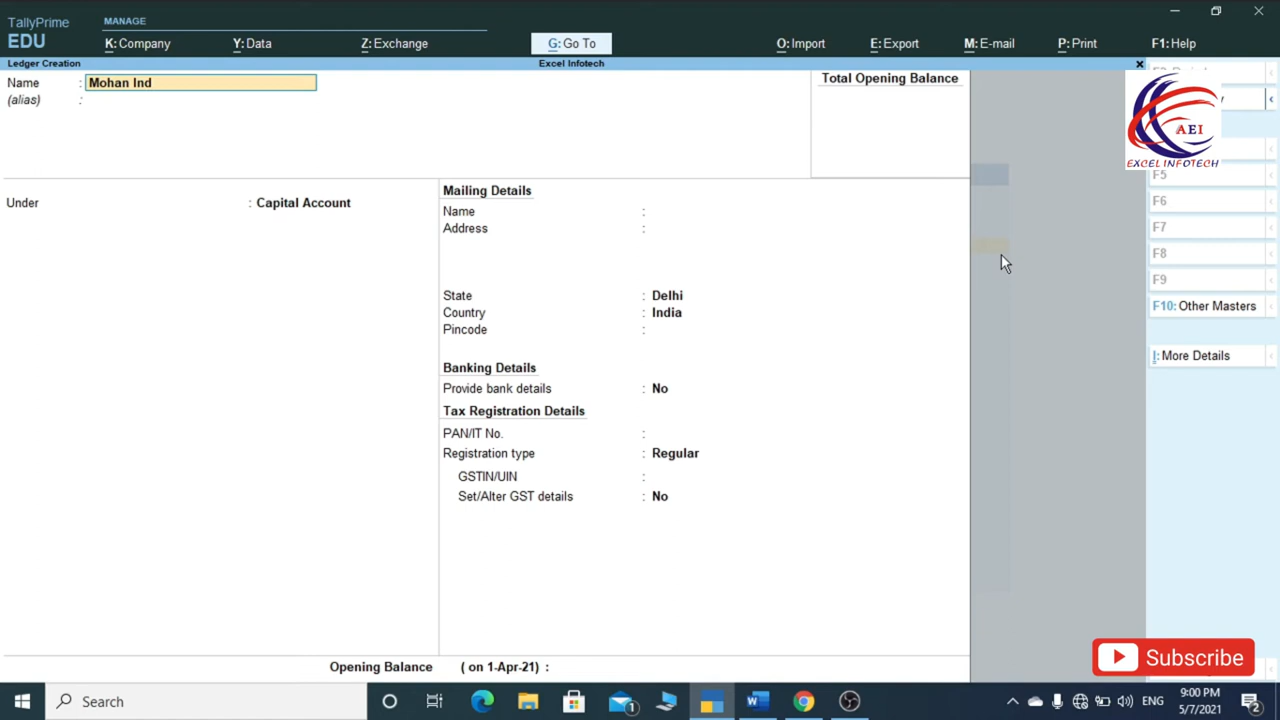 TallyPrime
EDU
MANAGE
K: Company
Y: Data
Z: Exchange
G: Go To
O: Import
E: Export
M: E-mail
P: Print
F1: Help
Ledger Creation
Excel Infotech
×
Name : Mohan Ind
(alias) :
Total Opening Balance
Under : Capital Account
Mailing Details
Name :
Address :
State : Delhi
Country : India
Pincode :
Banking Details
Provide bank details : No
Tax Registration Details
PAN/IT No. :
Registration type : Regular
GSTIN/UIN :
Set/Alter GST details : No
Opening Balance ( on 1-Apr-21) :
AEI
EXCEL INFOTECH
F5
F6
F7
F8
F9
F10: Other Masters
I: More Details
Subscribe
Search
1
ENG
9:00 PM
5/7/2021
2